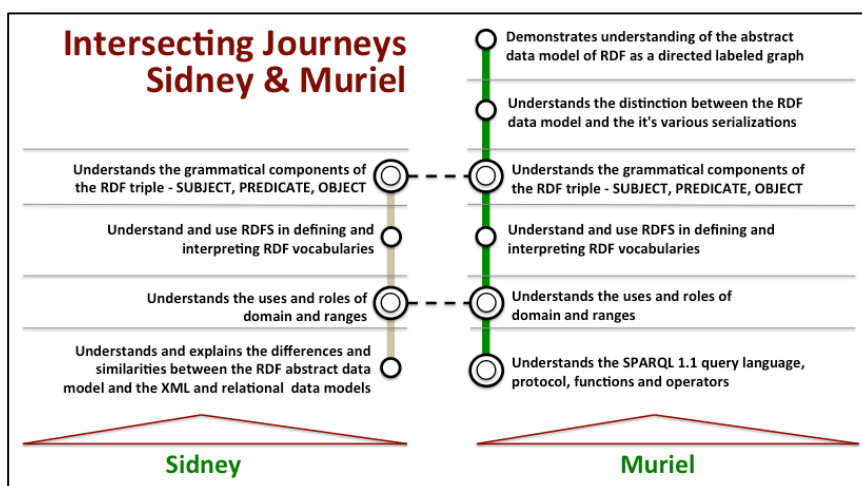 Intersecting Journeys
Sidney & Muriel
Understands the grammatical components of
the RDF triple - SUBJECT, PREDICATE, OBJECT
Understand and use RDFS in defining and
interpreting RDF vocabularies
Understands the uses and roles of
domain and ranges
Understands and explains the differences and
similarities between the RDF abstract data
model and the XML and relational data models
Sidney
Demonstrates understanding of the abstract
data model of RDF as a directed labeled graph
Understands the distinction between the RDF
data model and the it's various serializations
Understands the grammatical components of
the RDF triple - SUBJECT, PREDICATE, OBJECT
Understand and use RDFS in defining and
interpreting RDF vocabularies
Understands the uses and roles of
domain and ranges
Understands the SPARQL 1.1 query language,
protocol, functions and operators
Muriel